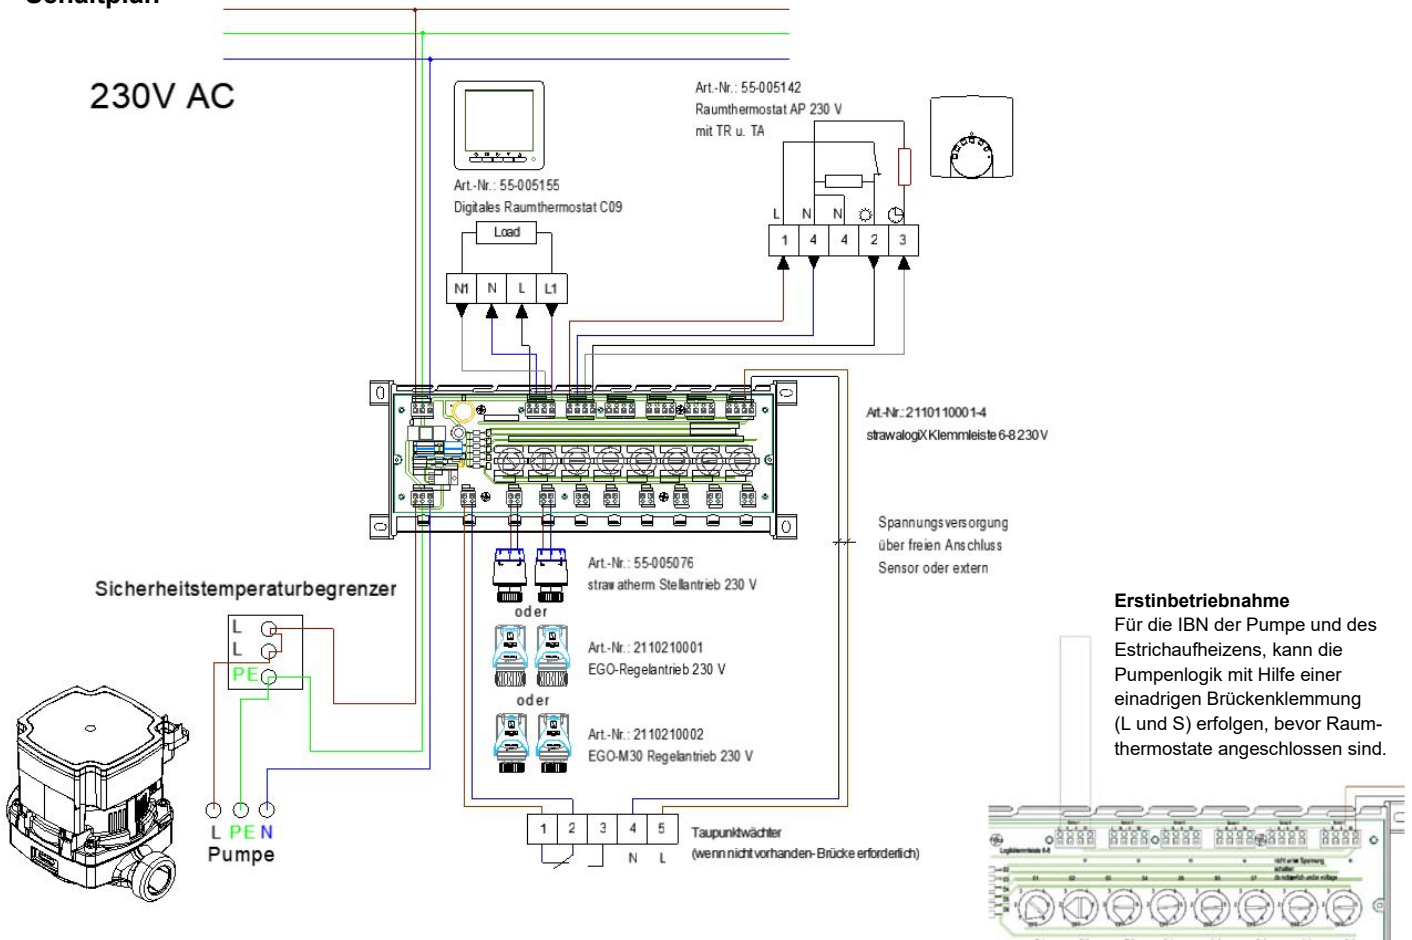 Schaltplan
230V AC
Art.-Nr.: 55-005142
Raumthermostat AP 230 V
mit TR u. TA
Art.-Nr.: 55-005155
Digitales Raumthermostat C09
Load
N1 N L L1
L N N
1 4 4 2 3
Art.-Nr.: 2110110001-4
strawalogiX Klemmleiste 6-8 230 V
Spannungsversorgung
über freien Anschluss
Sensor oder extern
Art.-Nr.: 55-005076
strawatherm Stellantrieb 230 V
oder
Art.-Nr.: 2110210001
EGO-Regelantrieb 230 V
oder
Art.-Nr.: 2110210002
EGO-M30 Regelantrieb 230 V
Sicherheitstemperaturbegrenzer
L
L
PE
L PE N
Pumpe
1 2 3 4 5
N L
Taupunktwächter
(wenn nicht vorhanden- Brücke erforderlich)
Erstinbetriebnahme
Für die IBN der Pumpe und des
Estrichaufheizens, kann die
Pumpenlogik mit Hilfe einer
einadrigen Brückenklemmung
(L und S) erfolgen, bevor Raum-
thermostate angeschlossen sind.
Logikklemmleiste 6-8